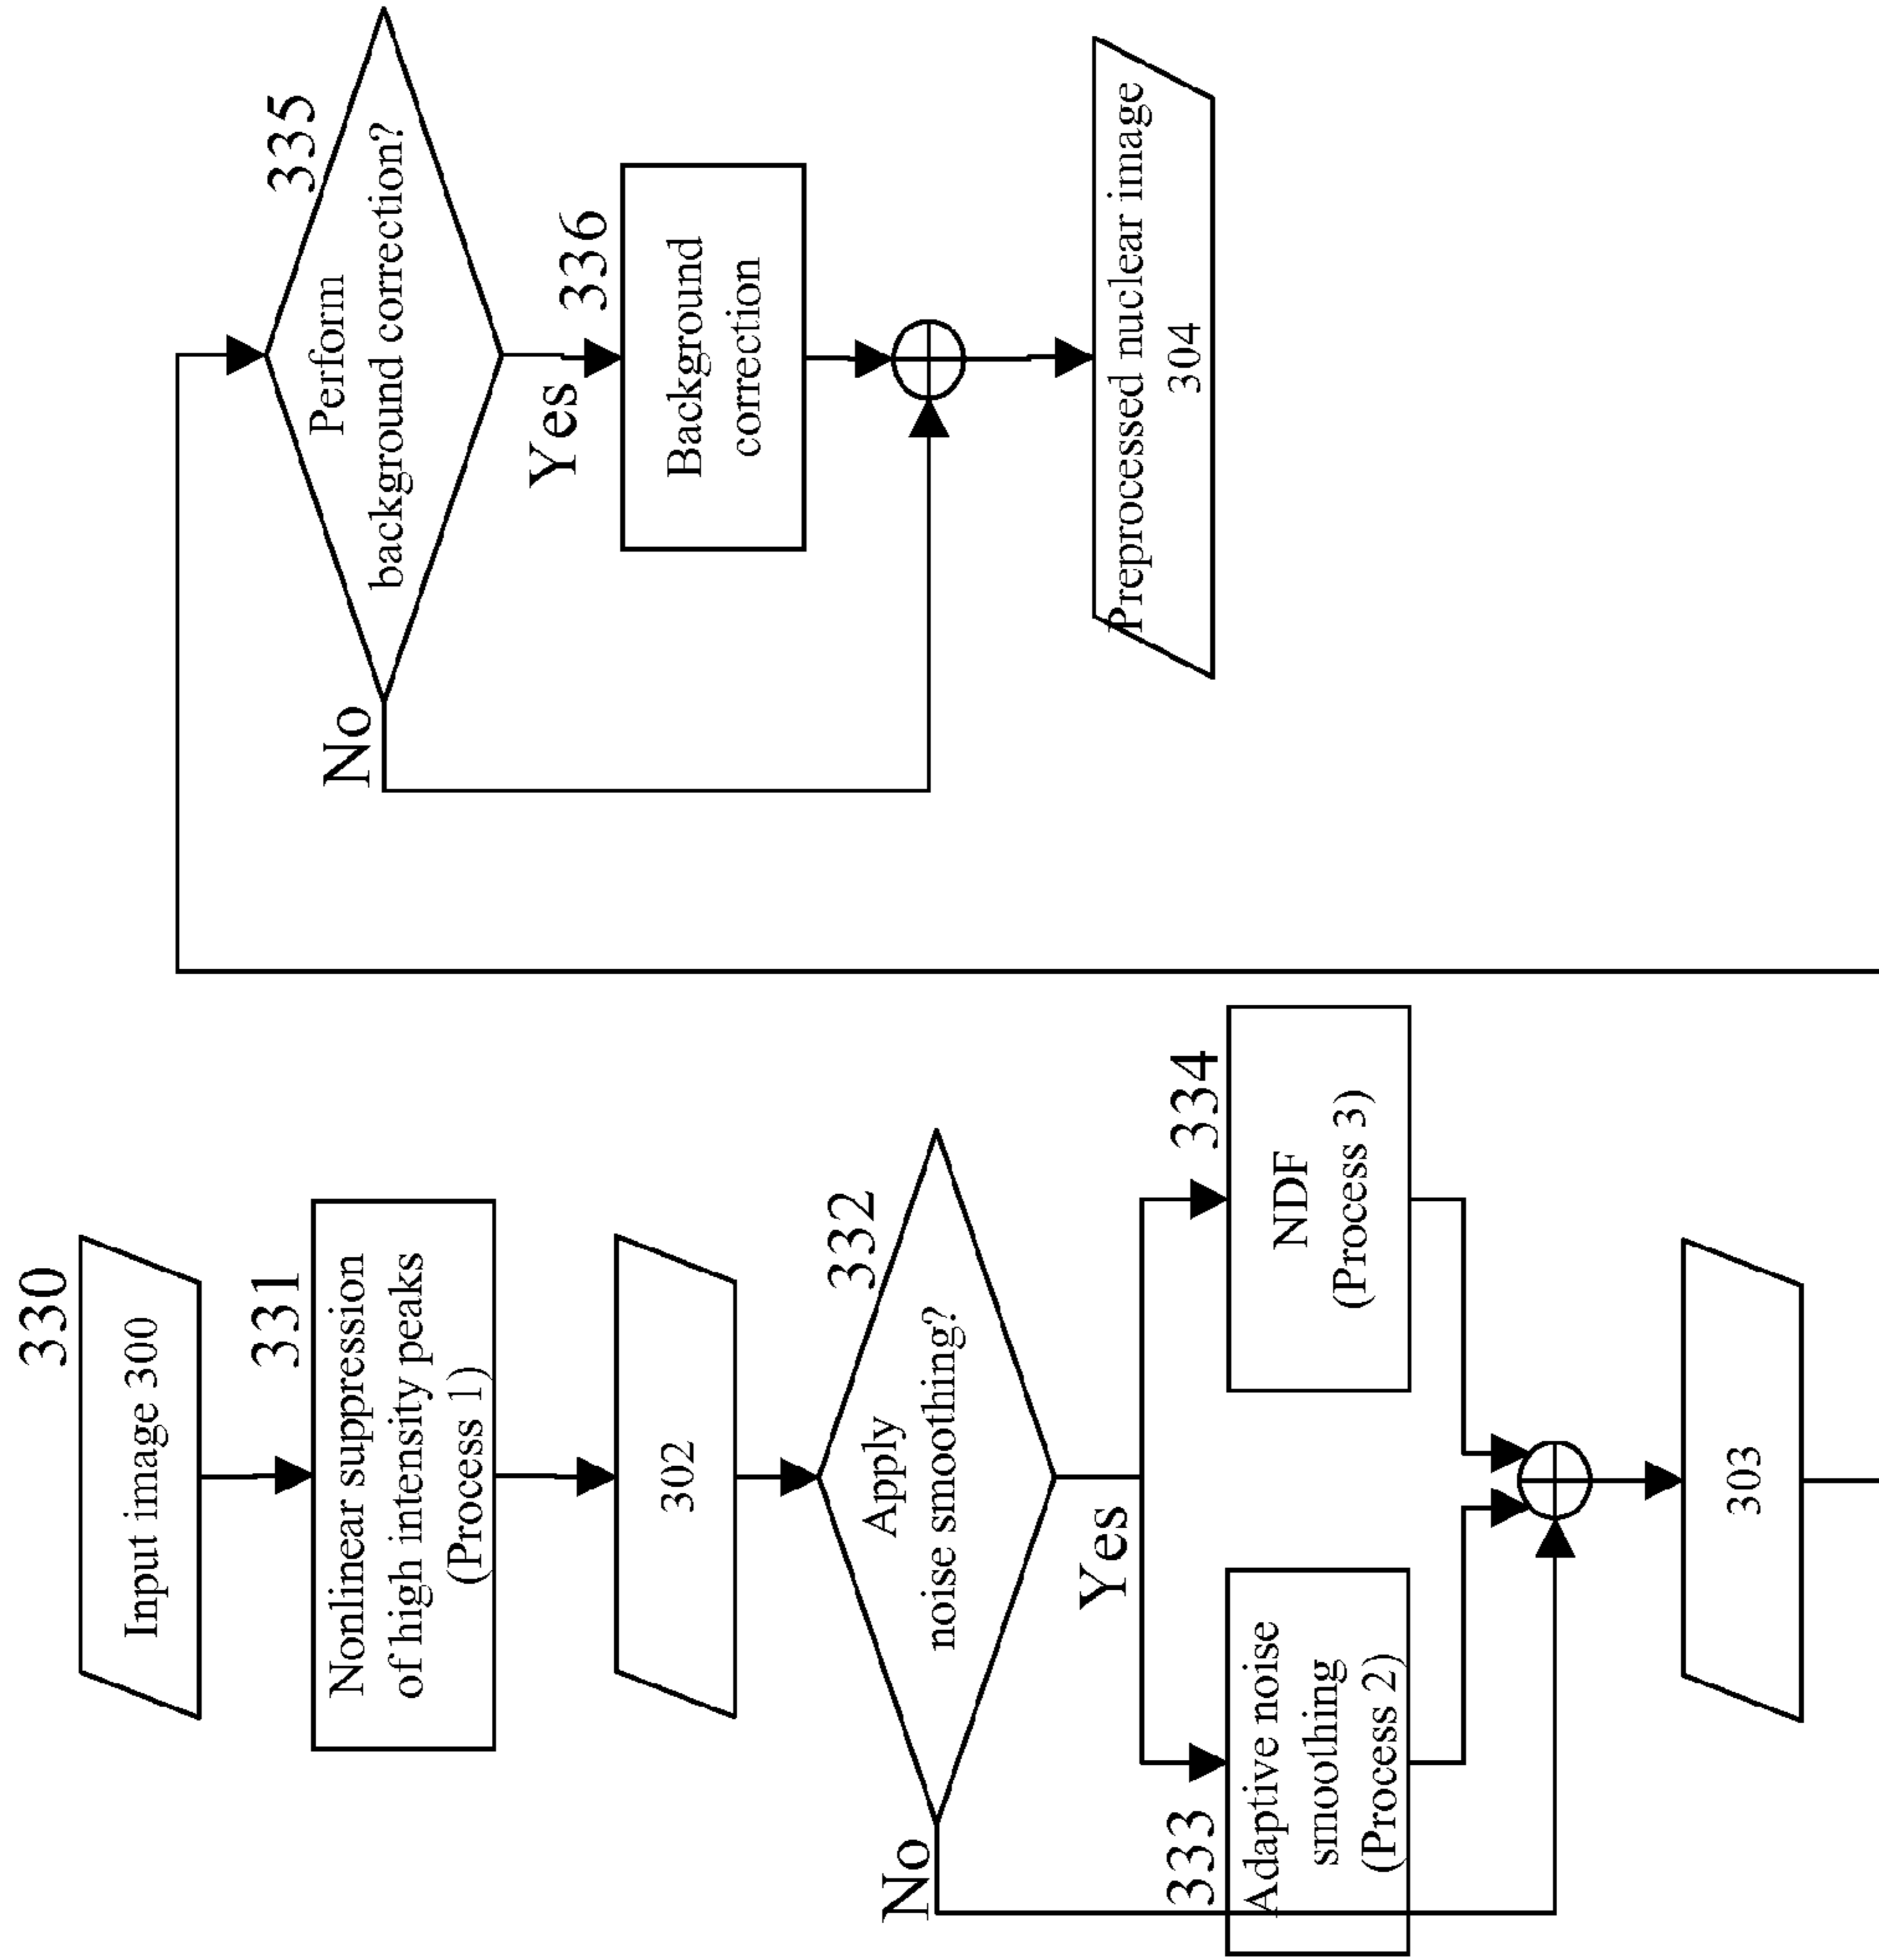 330
Input image 300
331
Nonlinear suppression
of high intensity peaks
(Process 1)
302
332
Apply
noise smoothing?
No
Yes
333
Adaptive noise
smoothing
(Process 2)
334
NDF
(Process 3)
303
335
Perform
background correction?
No
Yes
336
Background
correction
Preprocessed nuclear image
304